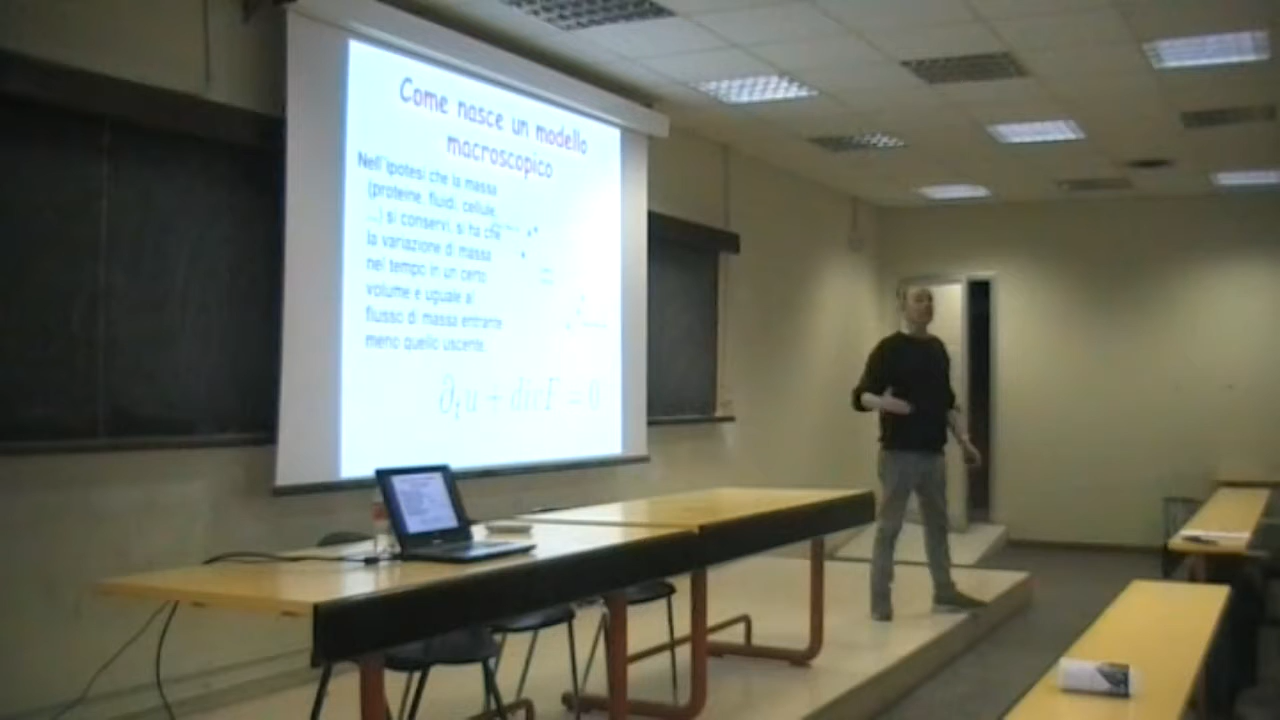 Come nasce un modello
macroscopico
Nell'ipotesi che la massa
(proteine, fluidi, cellule,
...) si conservi, si ha che
la variazione di massa
nel tempo in un certo
volume è uguale al
flusso di massa entrante
meno quello uscente.
∂ₜu + div = 0